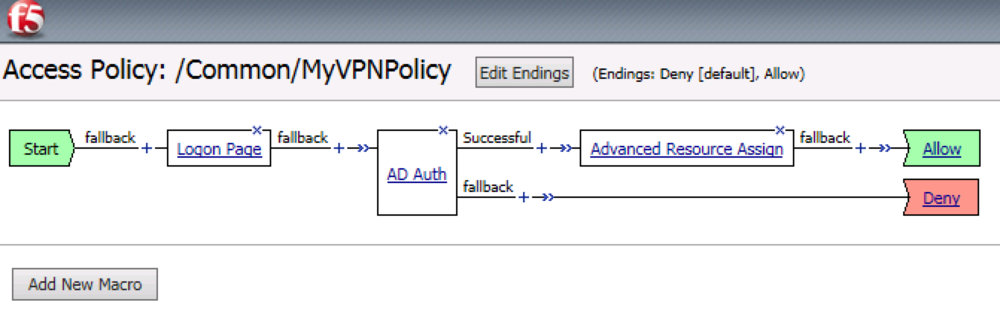 f5
Access Policy: /Common/MyVPNPolicy Edit Endings (Endings: Deny [default], Allow)
Start fallback + Logon Page × fallback + AD Auth × Successful + Advanced Resource Assign × fallback + Allow
fallback + Deny
Add New Macro